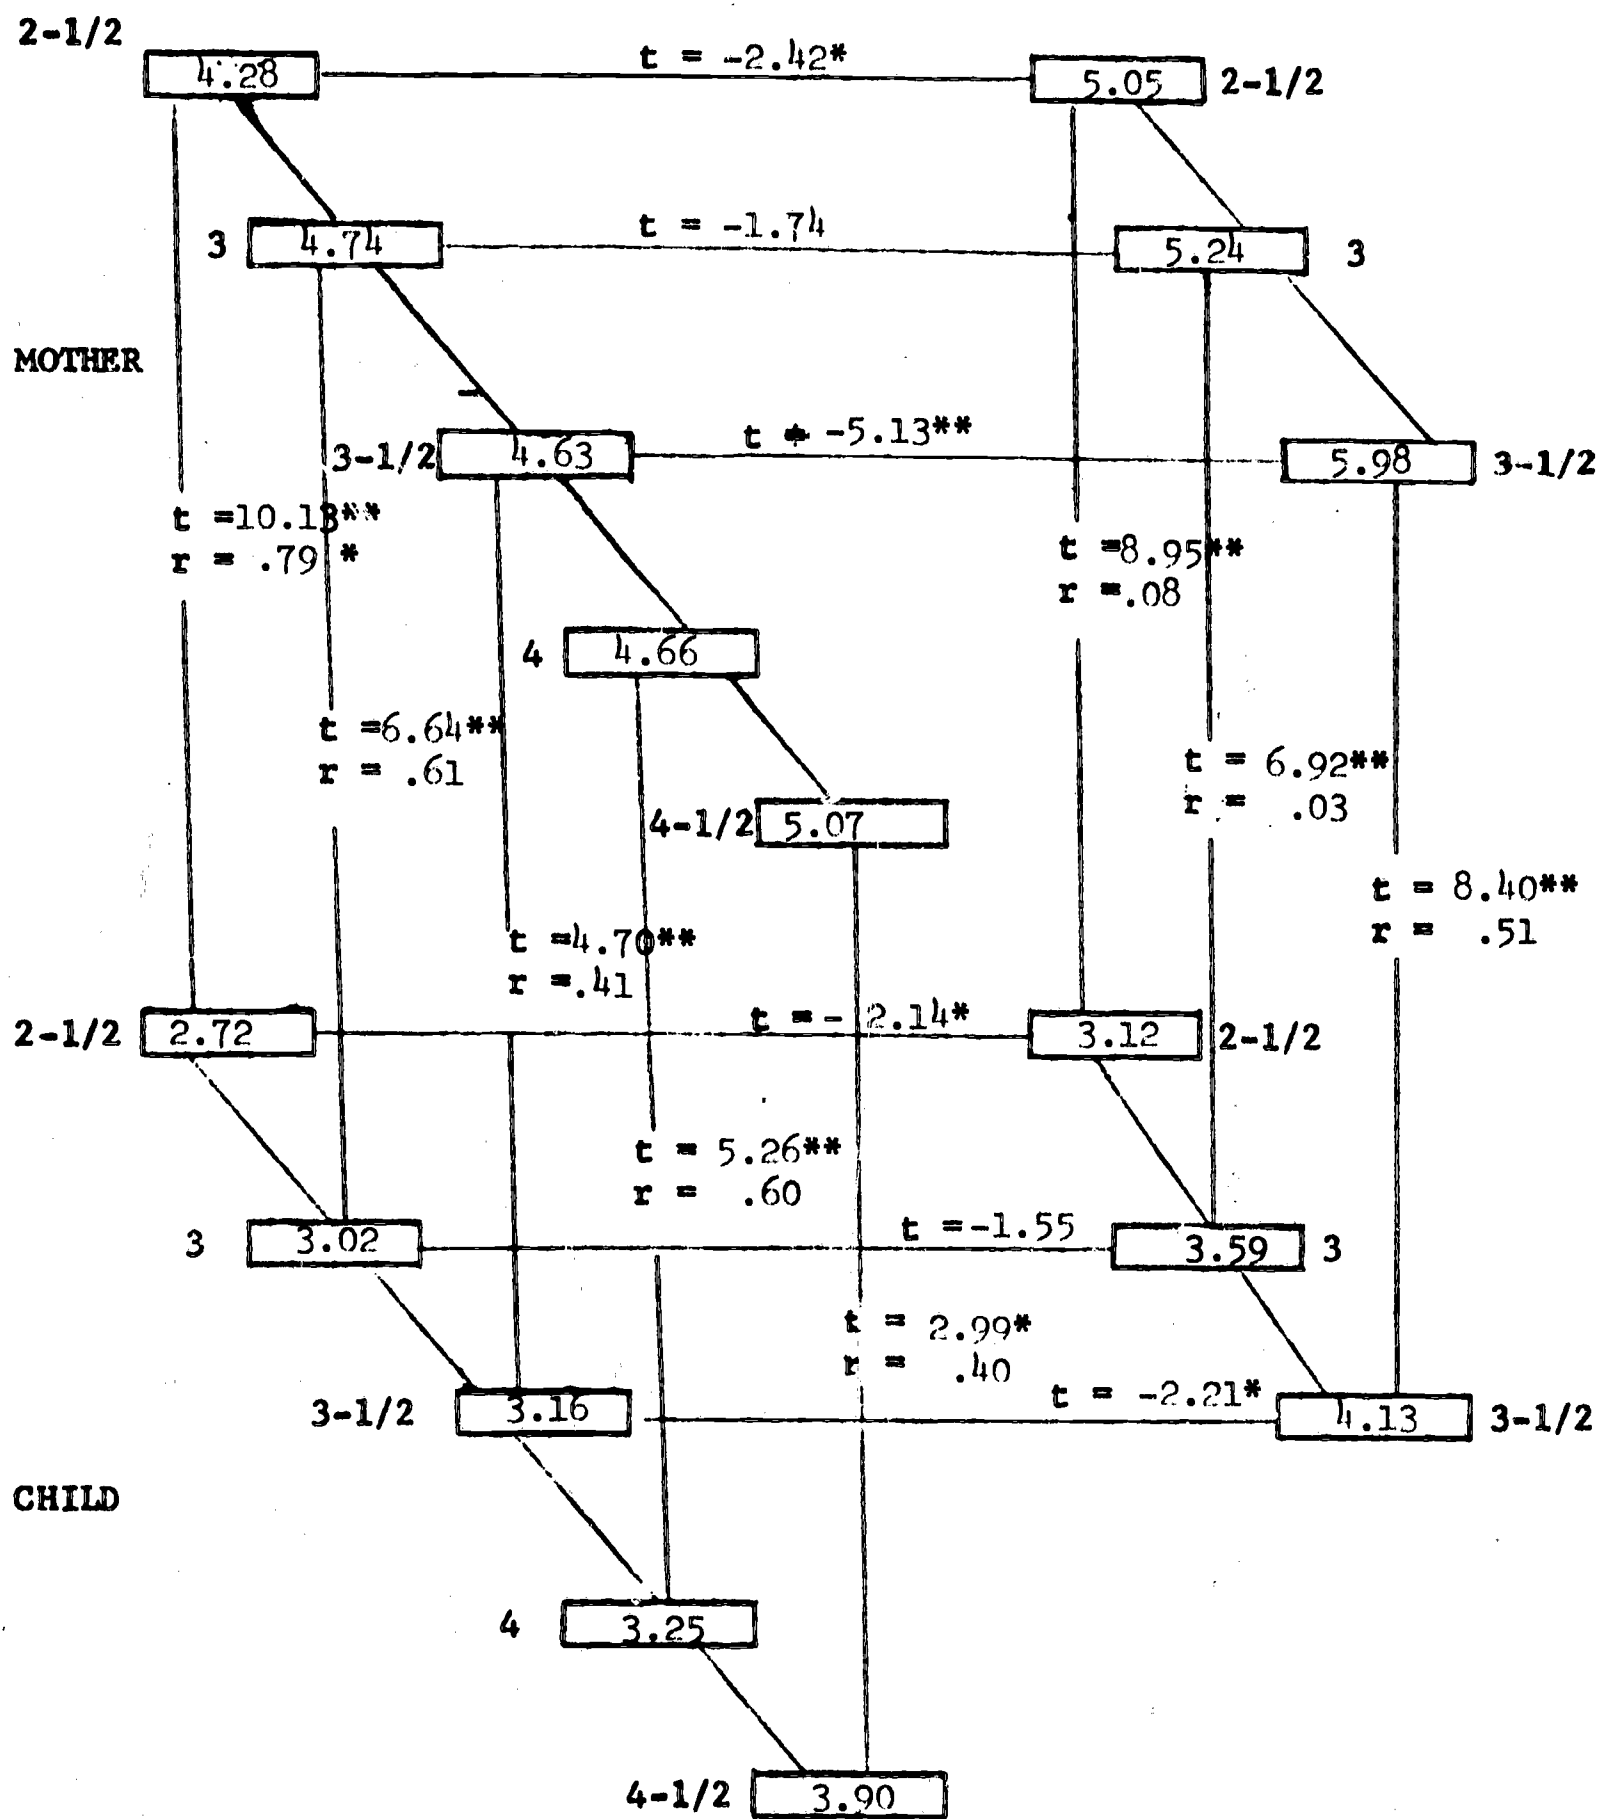 2-1/2
4.28
t = -2.42*
5.05
2-1/2
3
4.74
t = -1.74
5.24
3
MOTHER
3-1/2
4.63
t = -5.13**
5.98
3-1/2
t =10.13**
r = .79 *
t =8.95**
r =.08
4
4.66
t =6.64**
r = .61
t = 6.92**
r = .03
4-1/2
5.07
t = 8.40**
r = .51
t =4.70**
r =.41
2-1/2
2.72
t =- 2.14*
3.12
2-1/2
t = 5.26**
r = .60
3
3.02
t =-1.55
3.59
3
t = 2.99*
r = .40
3-1/2
3.16
t = -2.21*
4.13
3-1/2
CHILD
4
3.25
4-1/2
3.90